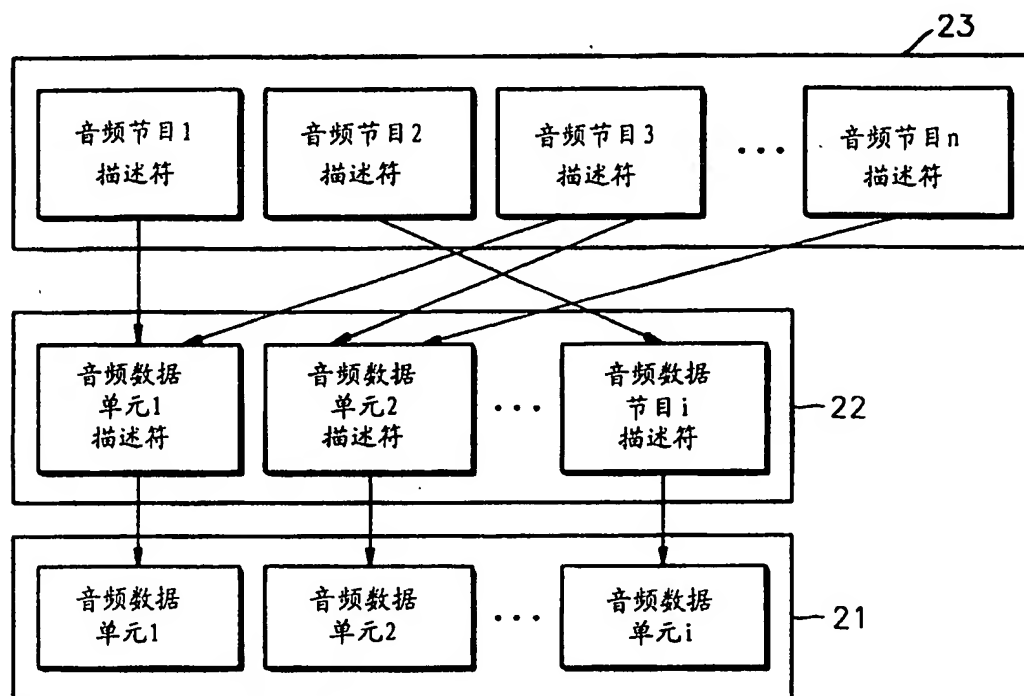 23
音频节目1
描述符
音频节目2
描述符
音频节目3
描述符
...
音频节目n
描述符
音频数据
单元1
描述符
音频数据
单元2
描述符
...
音频数据
节目i
描述符
22
音频数据
单元1
音频数据
单元2
...
音频数据
单元i
21